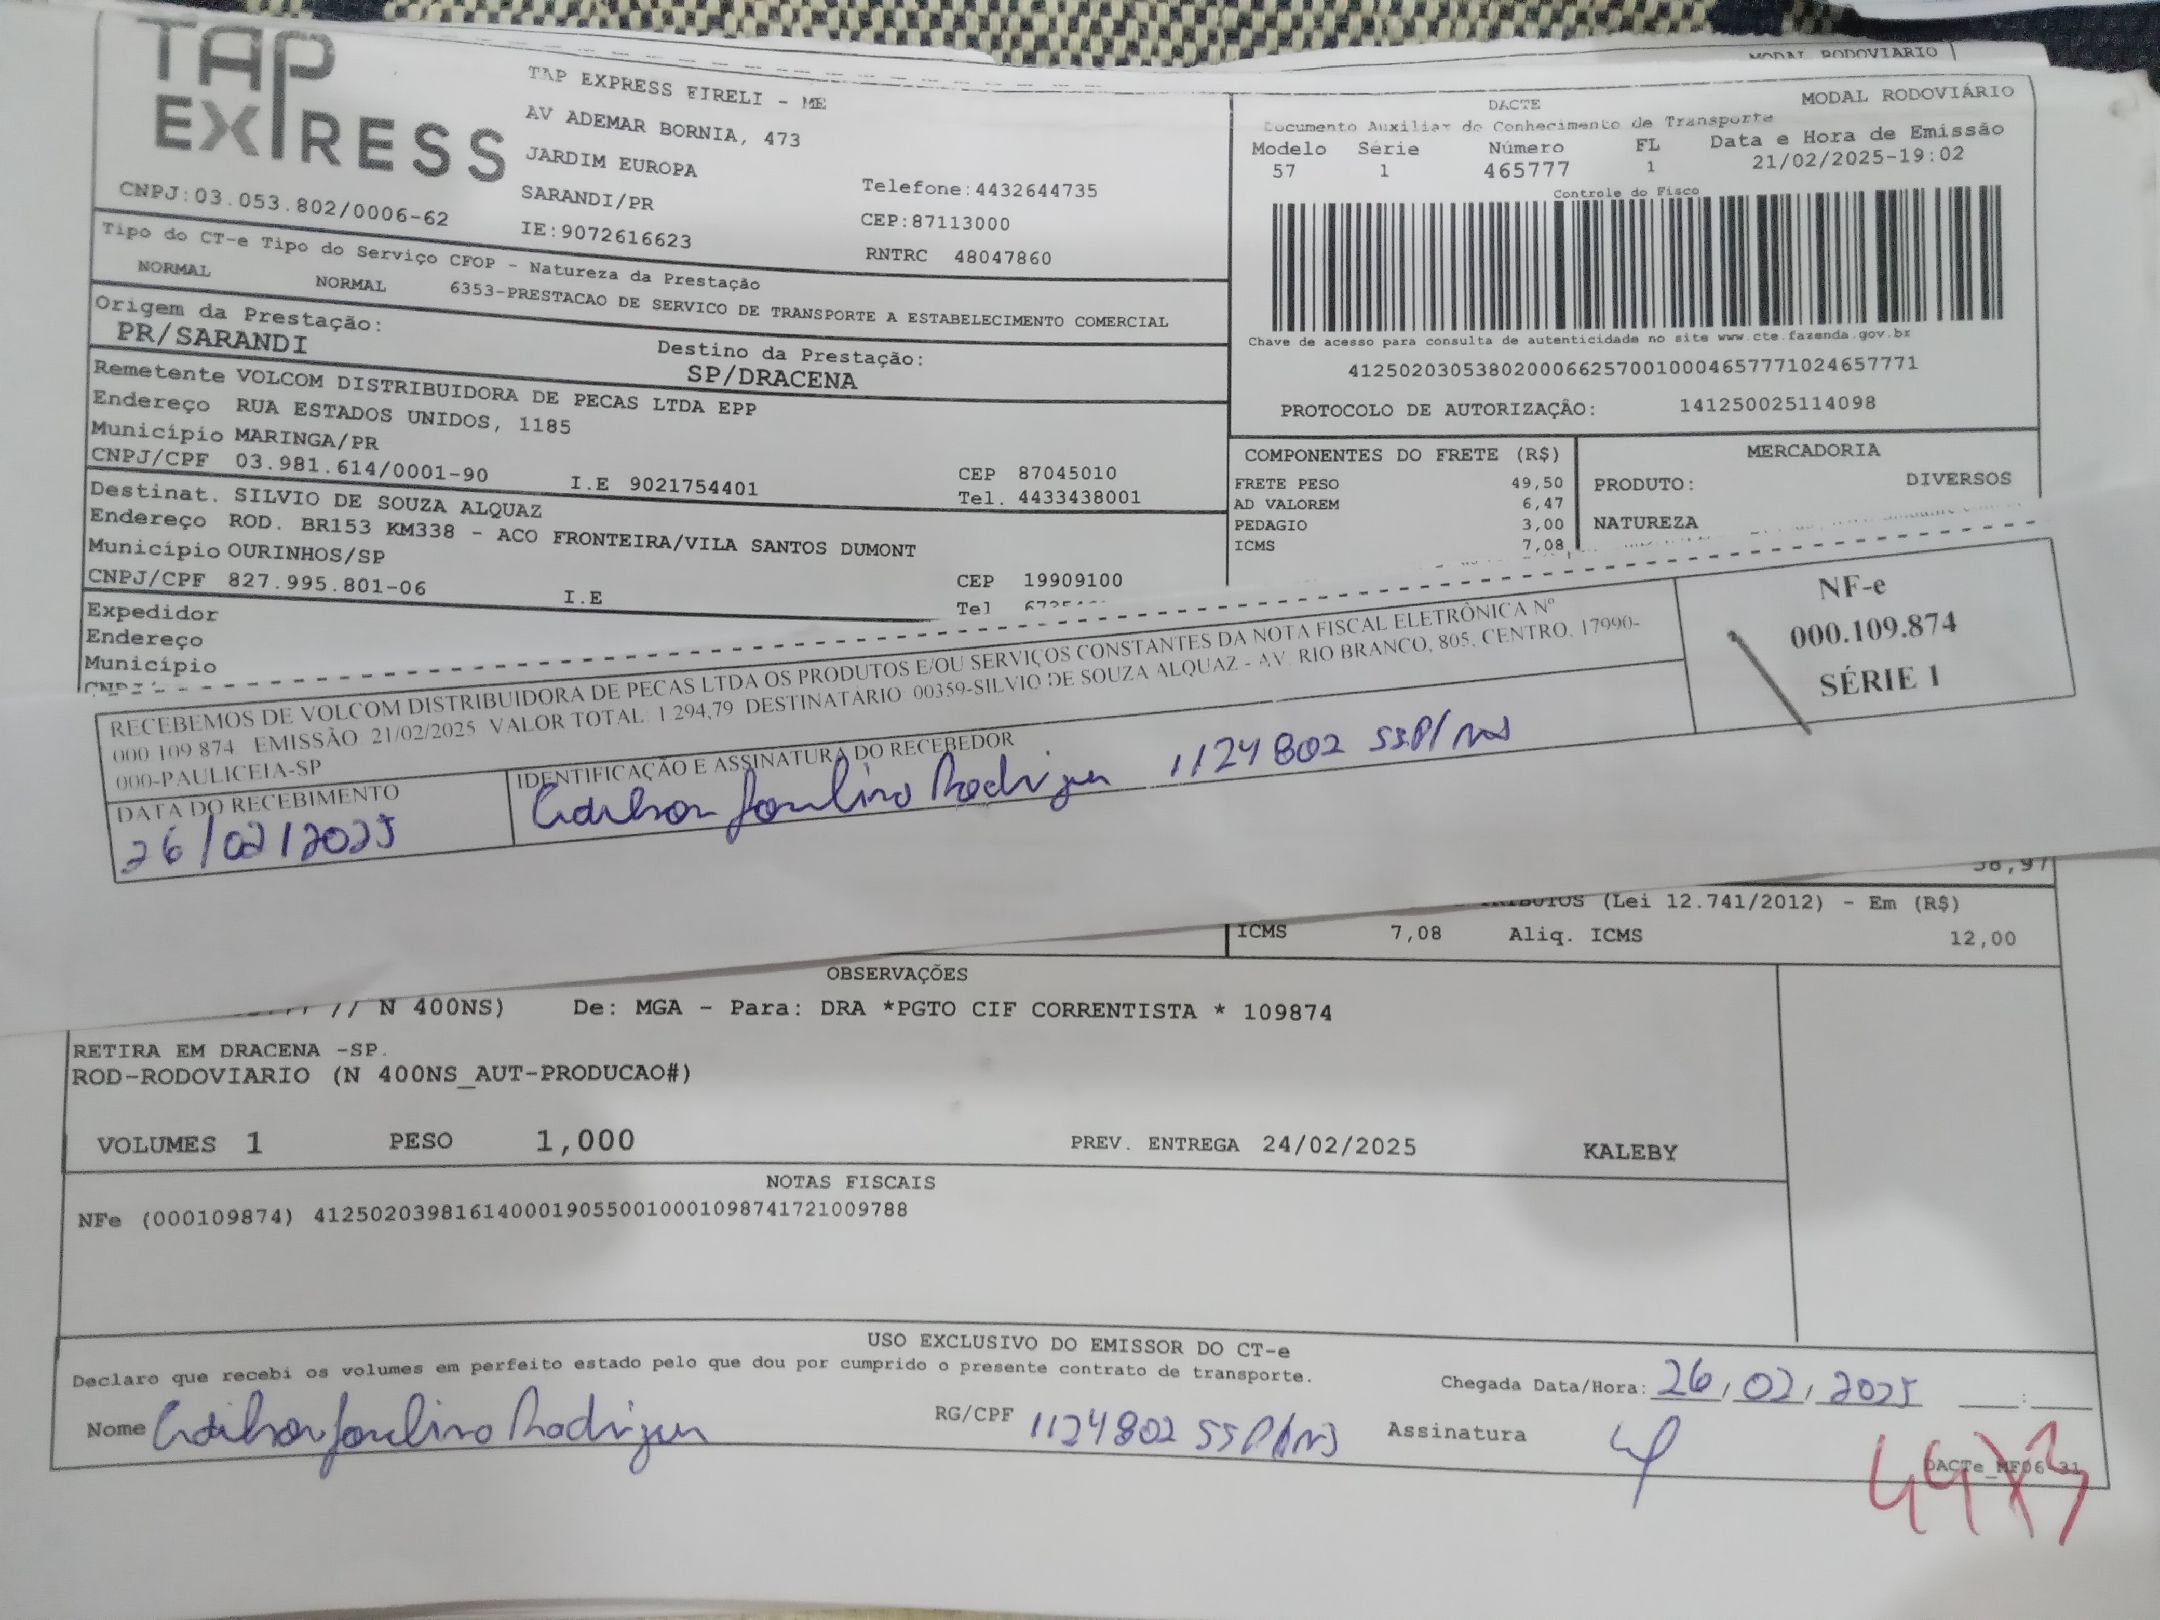 MODAL RODOVIARIO
TAP EXPRESS
TAP EXPRESS EIRELI - ME
AV ADEMAR BORNIA, 473
JARDIM EUROPA
SARANDI/PR
IE:9072616623
Telefone:4432644735
CEP:87113000
RNTRC 48047860
CNPJ:03.053.802/0006-62
DACTE
MODAL RODOVIÁRIO
Documento Auxiliar do Conhecimento de Transporte
Modelo Série Número FL Data e Hora de Emissão
57 1 465777 1 21/02/2025-19:02
Controle do Fisco
Chave de acesso para consulta de autenticidade no site www.cte.fazenda.gov.br
41250203053802000662570010004657771024657771
PROTOCOLO DE AUTORIZAÇÃO: 141250025114098
Tipo do CT-e Tipo do Serviço CFOP - Natureza da Prestação
NORMAL NORMAL 6353-PRESTACAO DE SERVICO DE TRANSPORTE A ESTABELECIMENTO COMERCIAL
Origem da Prestação:
PR/SARANDI
Destino da Prestação:
SP/DRACENA
Remetente VOLCOM DISTRIBUIDORA DE PECAS LTDA EPP
Endereço RUA ESTADOS UNIDOS, 1185
Município MARINGA/PR
CEP 87045010
CNPJ/CPF 03.981.614/0001-90 I.E 9021754401 Tel. 4433438001
Destinat. SILVIO DE SOUZA ALQUAZ
Endereço ROD. BR153 KM338 - ACO FRONTEIRA/VILA SANTOS DUMONT
Município OURINHOS/SP
CEP 19909100
CNPJ/CPF 827.995.801-06 I.E Tel
Expedidor
Endereço
Município
COMPONENTES DO FRETE (R$)
FRETE PESO 49,50
AD VALOREM 6,47
PEDAGIO 3,00
ICMS 7,08
MERCADORIA
PRODUTO: DIVERSOS
NATUREZA
RECEBEMOS DE VOLCOM DISTRIBUIDORA DE PECAS LTDA OS PRODUTOS E/OU SERVIÇOS CONSTANTES DA NOTA FISCAL ELETRÔNICA Nº
000.109.874 EMISSÃO: 21/02/2025 VALOR TOTAL: 1.294,79 DESTINATÁRIO: 00359-SILVIO DE SOUZA ALQUAZ - AV. RIO BRANCO, 805, CENTRO, 17990-
000-PAULICEIA-SP
NF-e
000.109.874
SÉRIE 1
DATA DO RECEBIMENTO
26/02/2025
IDENTIFICAÇÃO E ASSINATURA DO RECEBEDOR
Rodrigues 1124802 SSP/MS
(Lei 12.741/2012) - Em (R$)
ICMS 7,08 Aliq. ICMS 12,00
OBSERVAÇÕES
// N 400NS) De: MGA - Para: DRA *PGTO CIF CORRENTISTA * 109874
RETIRA EM DRACENA -SP.
ROD-RODOVIARIO (N 400NS_AUT-PRODUCAO#)
VOLUMES 1 PESO 1,000 PREV. ENTREGA 24/02/2025 KALEBY
NOTAS FISCAIS
NFe (000109874) 41250203981614000190550010001098741721009788
USO EXCLUSIVO DO EMISSOR DO CT-e
Declaro que recebi os volumes em perfeito estado pelo que dou por cumprido o presente contrato de transporte.
Chegada Data/Hora: 26/02/2025 :
Nome Rodrigues RG/CPF 1124802 SSP/MS Assinatura